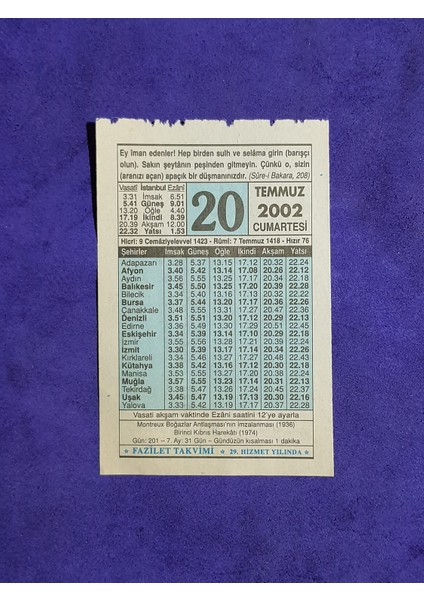 Ey iman edenler! Hep birden sulh ve selâma girin (barışçı
olun). Sakın şeytânın peşinden gitmeyin. Çünkü o, sizin
(aranızı açan) apaçık bir düşmanınızdır. (Sûre-i Bakara, 208)
Vasatî İstanbul Ezânî
3.31 İmsak 6.51
5.41 Güneş 9.01
13.20 Öğle 4.40
17.19 İkindi 8.39
20.39 Akşam 12.00
22.32 Yatsı 1.53
20
TEMMUZ
2002
CUMARTESİ
Hicrî: 9 Cemâziyelevvel 1423 - Rûmî: 7 Temmuz 1418 - Hızır 76
Şehirler İmsak Güneş Öğle İkindi Akşam Yatsı
Adapazarı 3.28 5.37 13.15 17.12 20.32 22.24
Afyon 3.40 5.42 13.14 17.08 20.26 22.12
Aydın 3.56 5.55 13.25 17.16 20.34 22.18
Balıkesir 3.45 5.50 13.25 17.20 20.39 22.26
Bilecik 3.34 5.40 13.16 17.13 20.32 22.22
Bursa 3.37 5.44 13.20 17.17 20.36 22.26
Çanakkale 3.48 5.55 13.31 17.27 20.46 22.36
Denizli 3.51 5.51 13.20 17.12 20.29 22.13
Edirne 3.36 5.49 13.30 17.29 20.51 22.45
Eskişehir 3.34 5.39 13.14 17.11 20.30 22.19
İzmir 3.55 5.56 13.28 17.21 20.39 22.24
İzmit 3.30 5.39 13.17 17.14 20.34 22.26
Kırklareli 3.34 5.46 13.27 17.26 20.48 22.43
Kütahya 3.38 5.42 13.16 17.12 20.30 22.18
Manisa 3.53 5.55 13.27 17.20 20.38 22.24
Muğla 3.57 5.55 13.23 17.14 20.31 22.13
Tekirdağ 3.38 5.47 13.26 17.24 20.45 22.37
Uşak 3.45 5.47 13.19 17.13 20.30 22.16
Yalova 3.33 5.42 13.19 17.17 20.37 22.28
Vasati akşam vaktinde Ezânî saatini 12'ye ayarla
Montreux Boğazlar Antlaşması'nın imzalanması (1936)
Birinci Kıbrıs Harekâtı (1974)
Gün: 201 – 7. Ay: 31 Gün – Gündüzün kısalması 1 dakika
★ FAZİLET TAKVİMİ ★ 29. HİZMET YILINDA ★